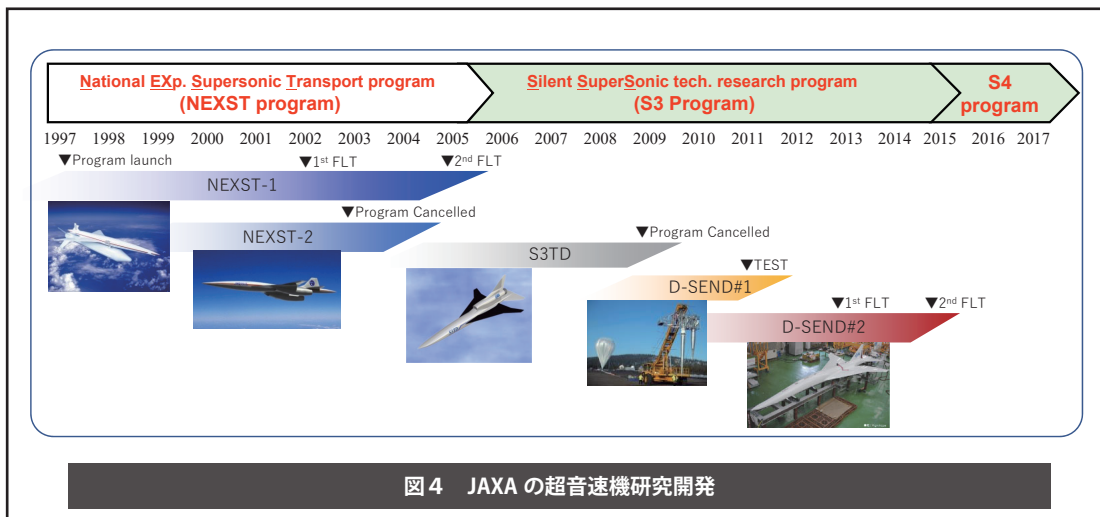 National EXp. Supersonic Transport program
(NEXST program)
Silent SuperSonic tech. research program
(S3 Program)
S4
program
1997 1998 1999 2000 2001 2002 2003 2004 2005 2006 2007 2008 2009 2010 2011 2012 2013 2014 2015 2016 2017
▼Program launch ▼1st FLT ▼2nd FLT
NEXST-1
▼Program Cancelled
NEXST-2
▼Program Cancelled
S3TD
▼TEST
D-SEND#1
▼1st FLT ▼2nd FLT
D-SEND#2
図4 JAXA の超音速機研究開発